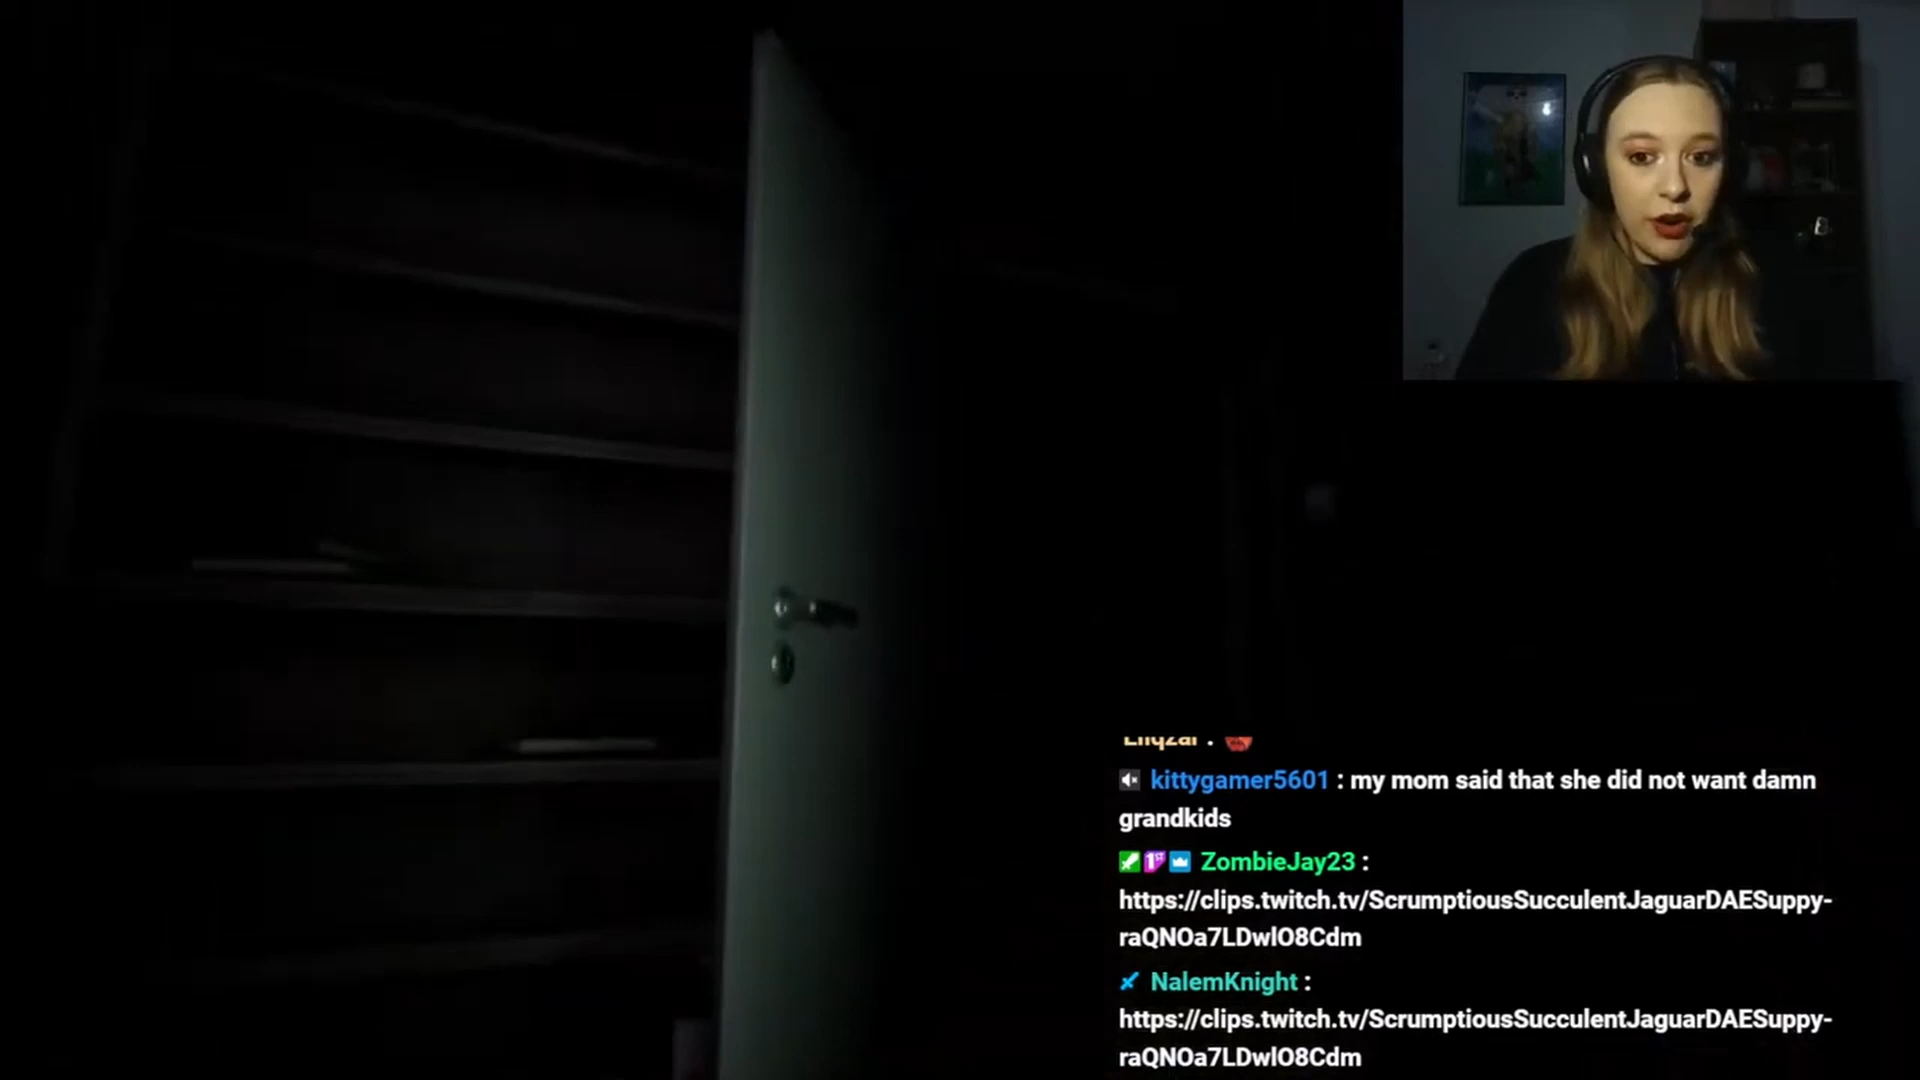 kittygamer5601 : my mom said that she did not want damn
grandkids
ZombieJay23 :
https://clips.twitch.tv/ScrumptiousSucculentJaguarDAESuppy-
raQNOa7LDwlO8Cdm
NalemKnight :
https://clips.twitch.tv/ScrumptiousSucculentJaguarDAESuppy-
raQNOa7LDwlO8Cdm